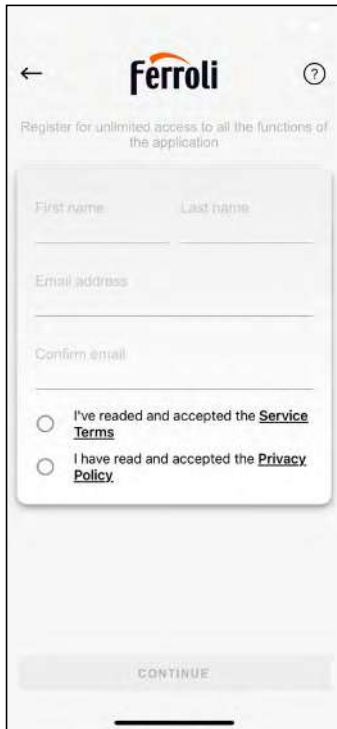 Ferroli
?
Register for unlimited access to all the functions of
the application
First name
Last name
Email address
Confirm email
I've readed and accepted the Service
Terms
I have read and accepted the Privacy
Policy
CONTINUE